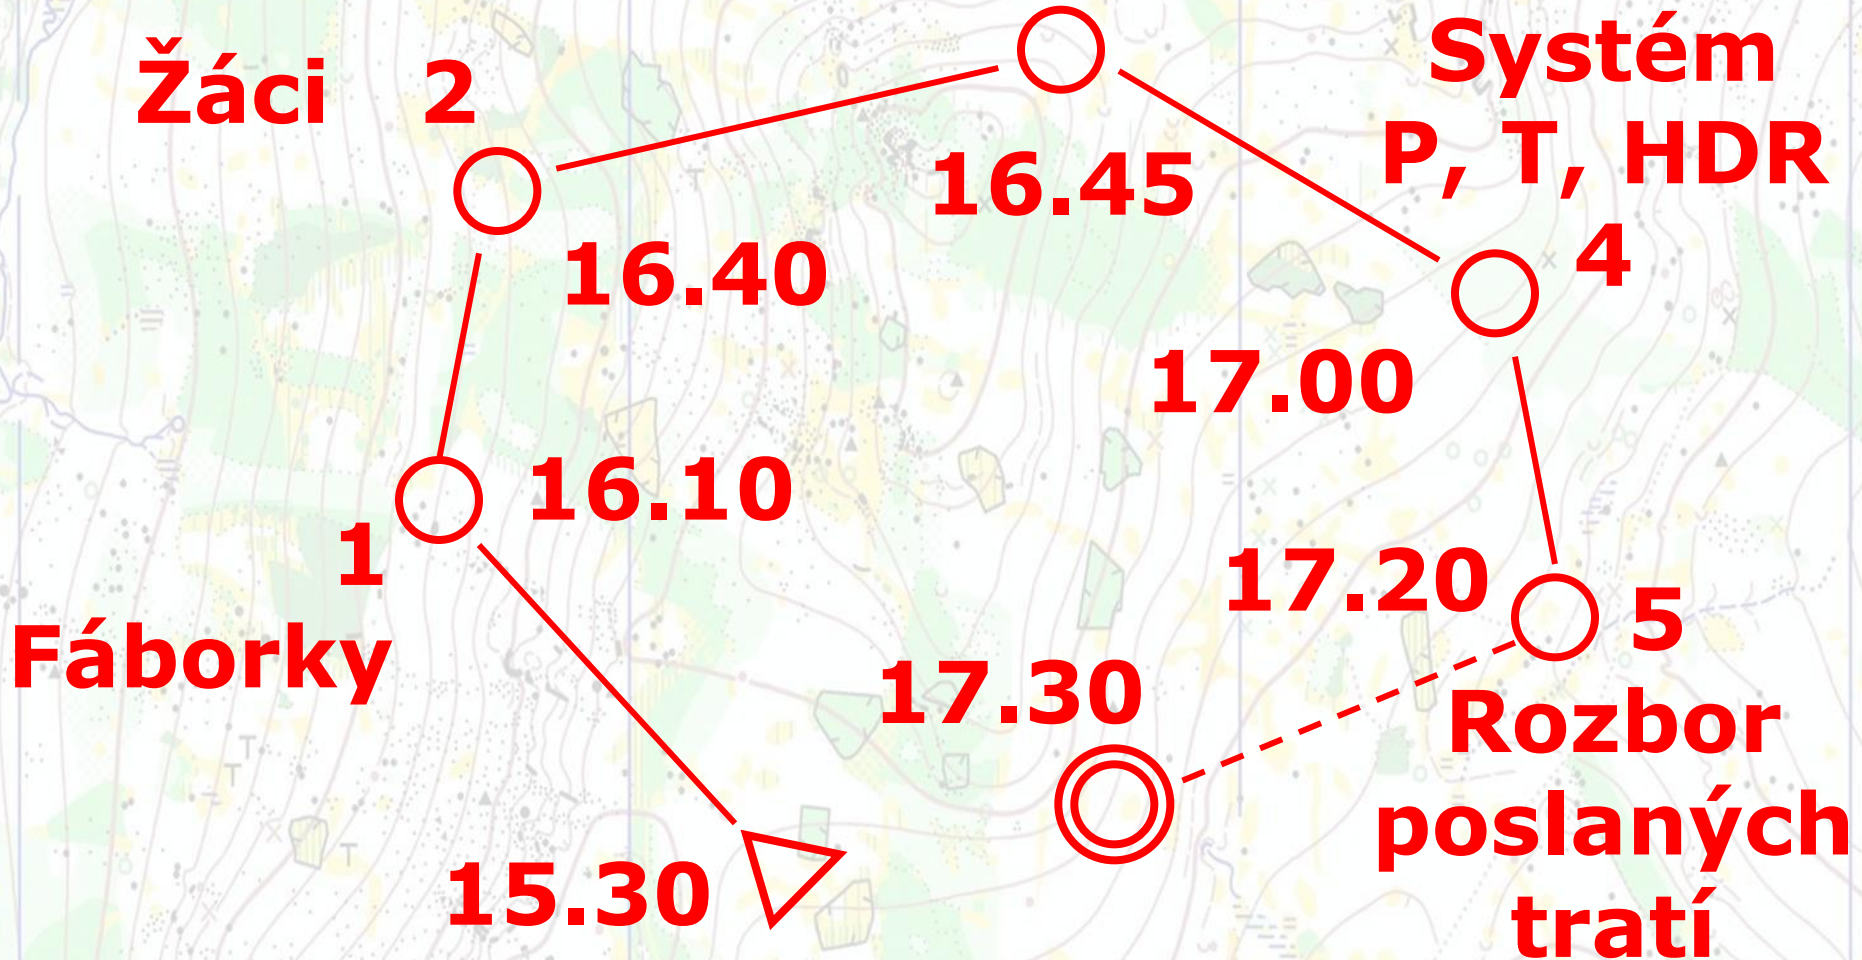 Žáci 2
Systém
P, T, HDR
16.45
16.40
4
17.00
16.10
1
17.20
5
Fáborky
17.30
Rozbor
poslaných
tratí
15.30